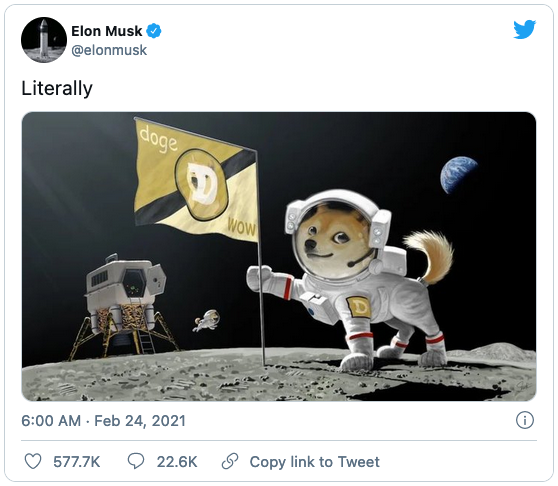 Elon Musk
@elonmusk
Literally
doge
D
wow
D
6:00 AM · Feb 24, 2021
577.7K 22.6K Copy link to Tweet